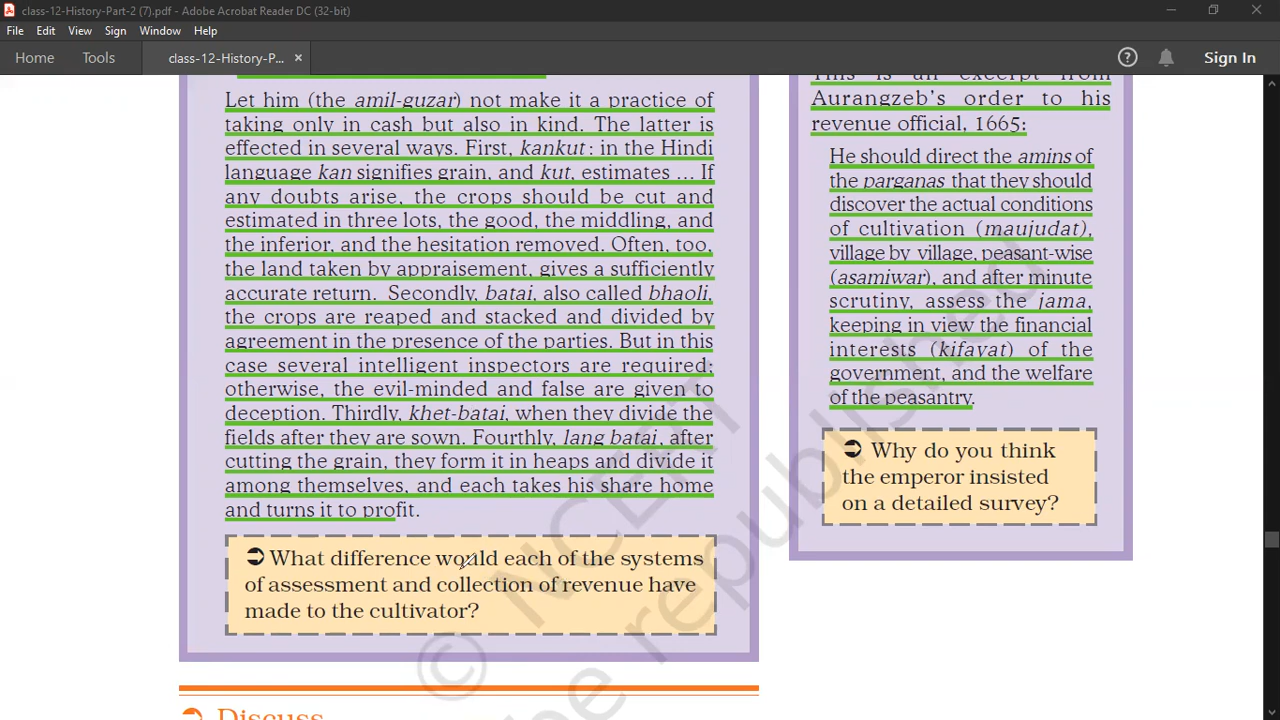 class-12-History-Part-2 (7).pdf - Adobe Acrobat Reader DC (32-bit)
File Edit View Sign Window Help
Home Tools class-12-History-P... × Sign In
Let him (the amil-guzar) not make it a practice of
taking only in cash but also in kind. The latter is
effected in several ways. First, kankut : in the Hindi
language kan signifies grain, and kut, estimates … If
any doubts arise, the crops should be cut and
estimated in three lots, the good, the middling, and
the inferior, and the hesitation removed. Often, too,
the land taken by appraisement, gives a sufficiently
accurate return. Secondly, batai, also called bhaoli,
the crops are reaped and stacked and divided by
agreement in the presence of the parties. But in this
case several intelligent inspectors are required;
otherwise, the evil-minded and false are given to
deception. Thirdly, khet-batai, when they divide the
fields after they are sown. Fourthly, lang batai, after
cutting the grain, they form it in heaps and divide it
among themselves, and each takes his share home
and turns it to profit.
What difference would each of the systems
of assessment and collection of revenue have
made to the cultivator?
Discuss
This is an excerpt from
Aurangzeb's order to his
revenue official, 1665:
He should direct the amins of
the parganas that they should
discover the actual conditions
of cultivation (maujudat),
village by village, peasant-wise
(asamiwar), and after minute
scrutiny, assess the jama,
keeping in view the financial
interests (kifayat) of the
government, and the welfare
of the peasantry.
Why do you think
the emperor insisted
on a detailed survey?
© NCERT
be republished